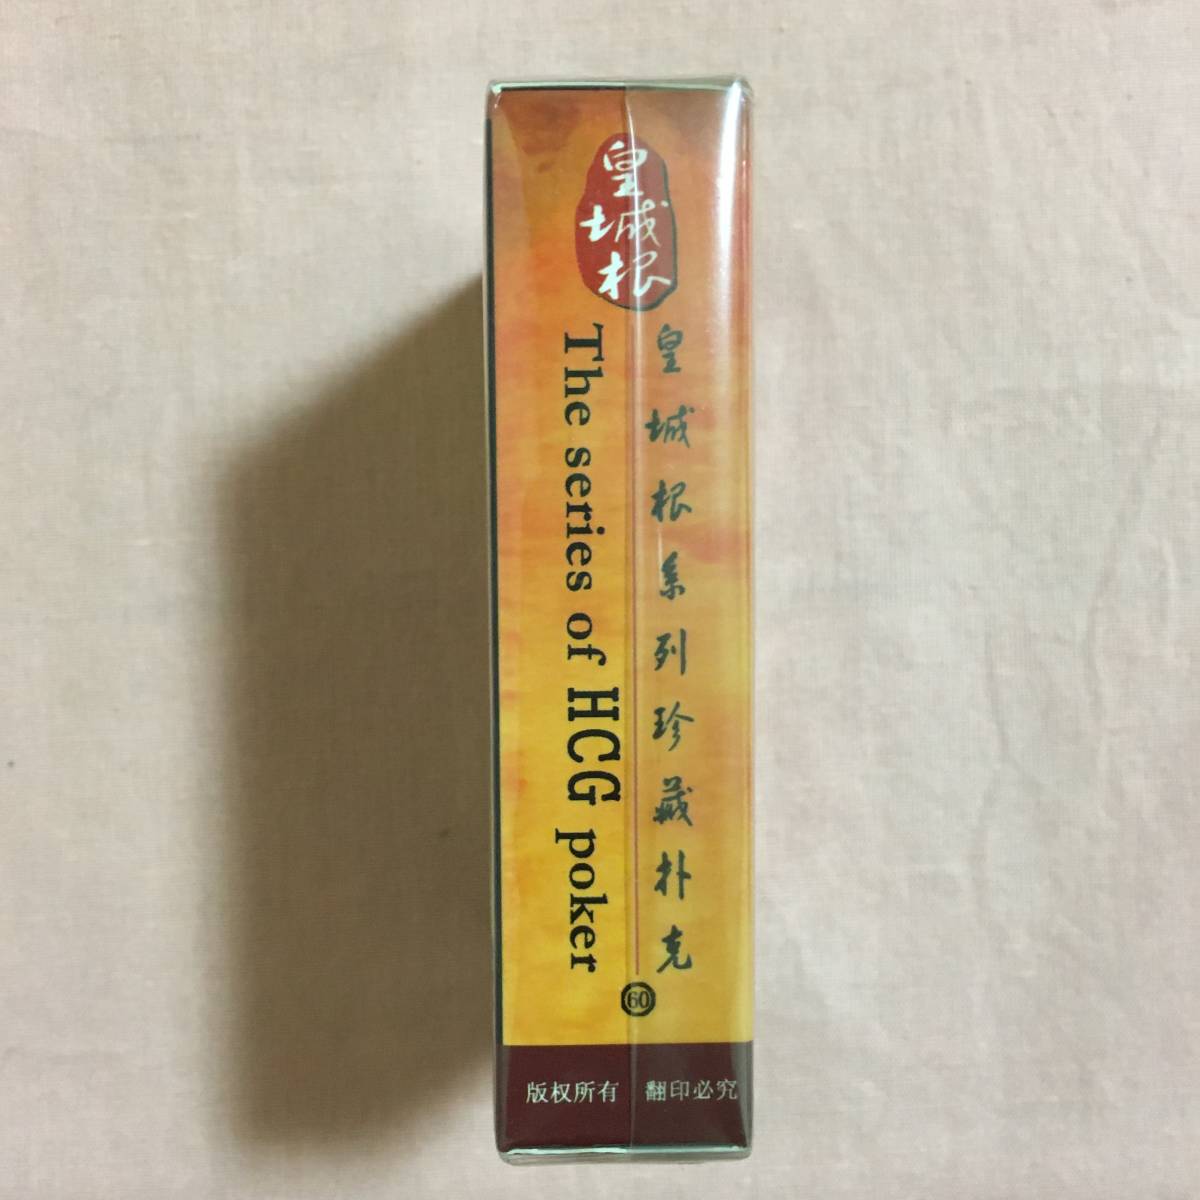 皇城根
皇城根系列珍藏朴克
The series of HCG poker
60
版权所有 翻印必究